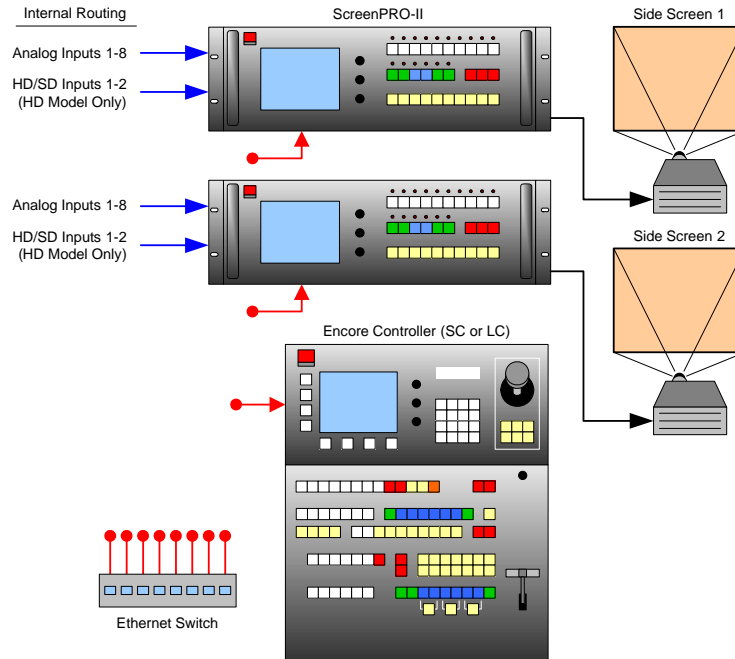 Internal Routing
ScreenPRO-II
Side Screen 1
Analog Inputs 1-8
HD/SD Inputs 1-2
(HD Model Only)
Analog Inputs 1-8
HD/SD Inputs 1-2
(HD Model Only)
Side Screen 2
Encore Controller (SC or LC)
Ethernet Switch